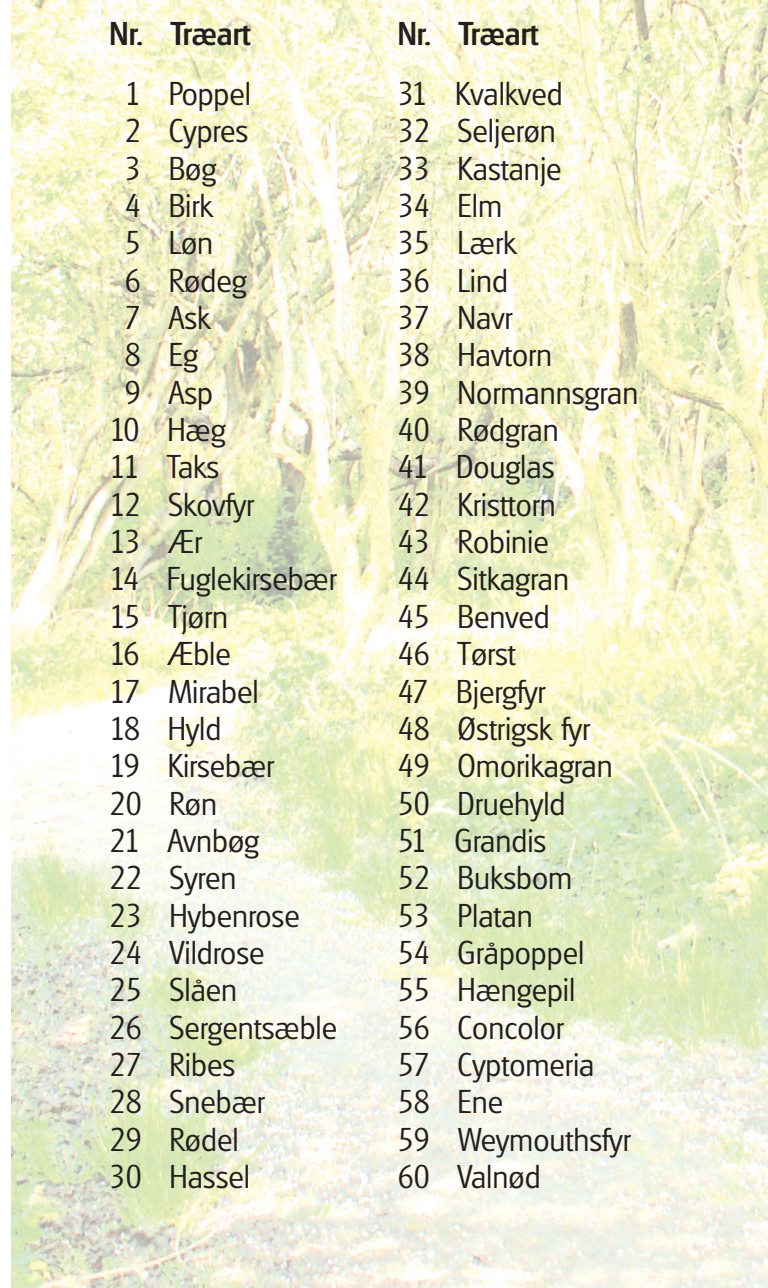 Nr. Træart
1 Poppel
2 Cypres
3 Bøg
4 Birk
5 Løn
6 Rødeg
7 Ask
8 Eg
9 Asp
10 Hæg
11 Taks
12 Skovfyr
13 Ær
14 Fuglekirsebær
15 Tjørn
16 Æble
17 Mirabel
18 Hyld
19 Kirsebær
20 Røn
21 Avnbøg
22 Syren
23 Hybenrose
24 Vildrose
25 Slåen
26 Sergentsæble
27 Ribes
28 Snebær
29 Rødel
30 Hassel
Nr. Træart
31 Kvalkved
32 Seljerøn
33 Kastanje
34 Elm
35 Lærk
36 Lind
37 Navr
38 Havtorn
39 Normannsgran
40 Rødgran
41 Douglas
42 Kristtorn
43 Robinie
44 Sitkagran
45 Benved
46 Tørst
47 Bjergfyr
48 Østrigsk fyr
49 Omorikagran
50 Druehyld
51 Grandis
52 Buksbom
53 Platan
54 Gråpoppel
55 Hængepil
56 Concolor
57 Cyptomeria
58 Ene
59 Weymouthsfyr
60 Valnød